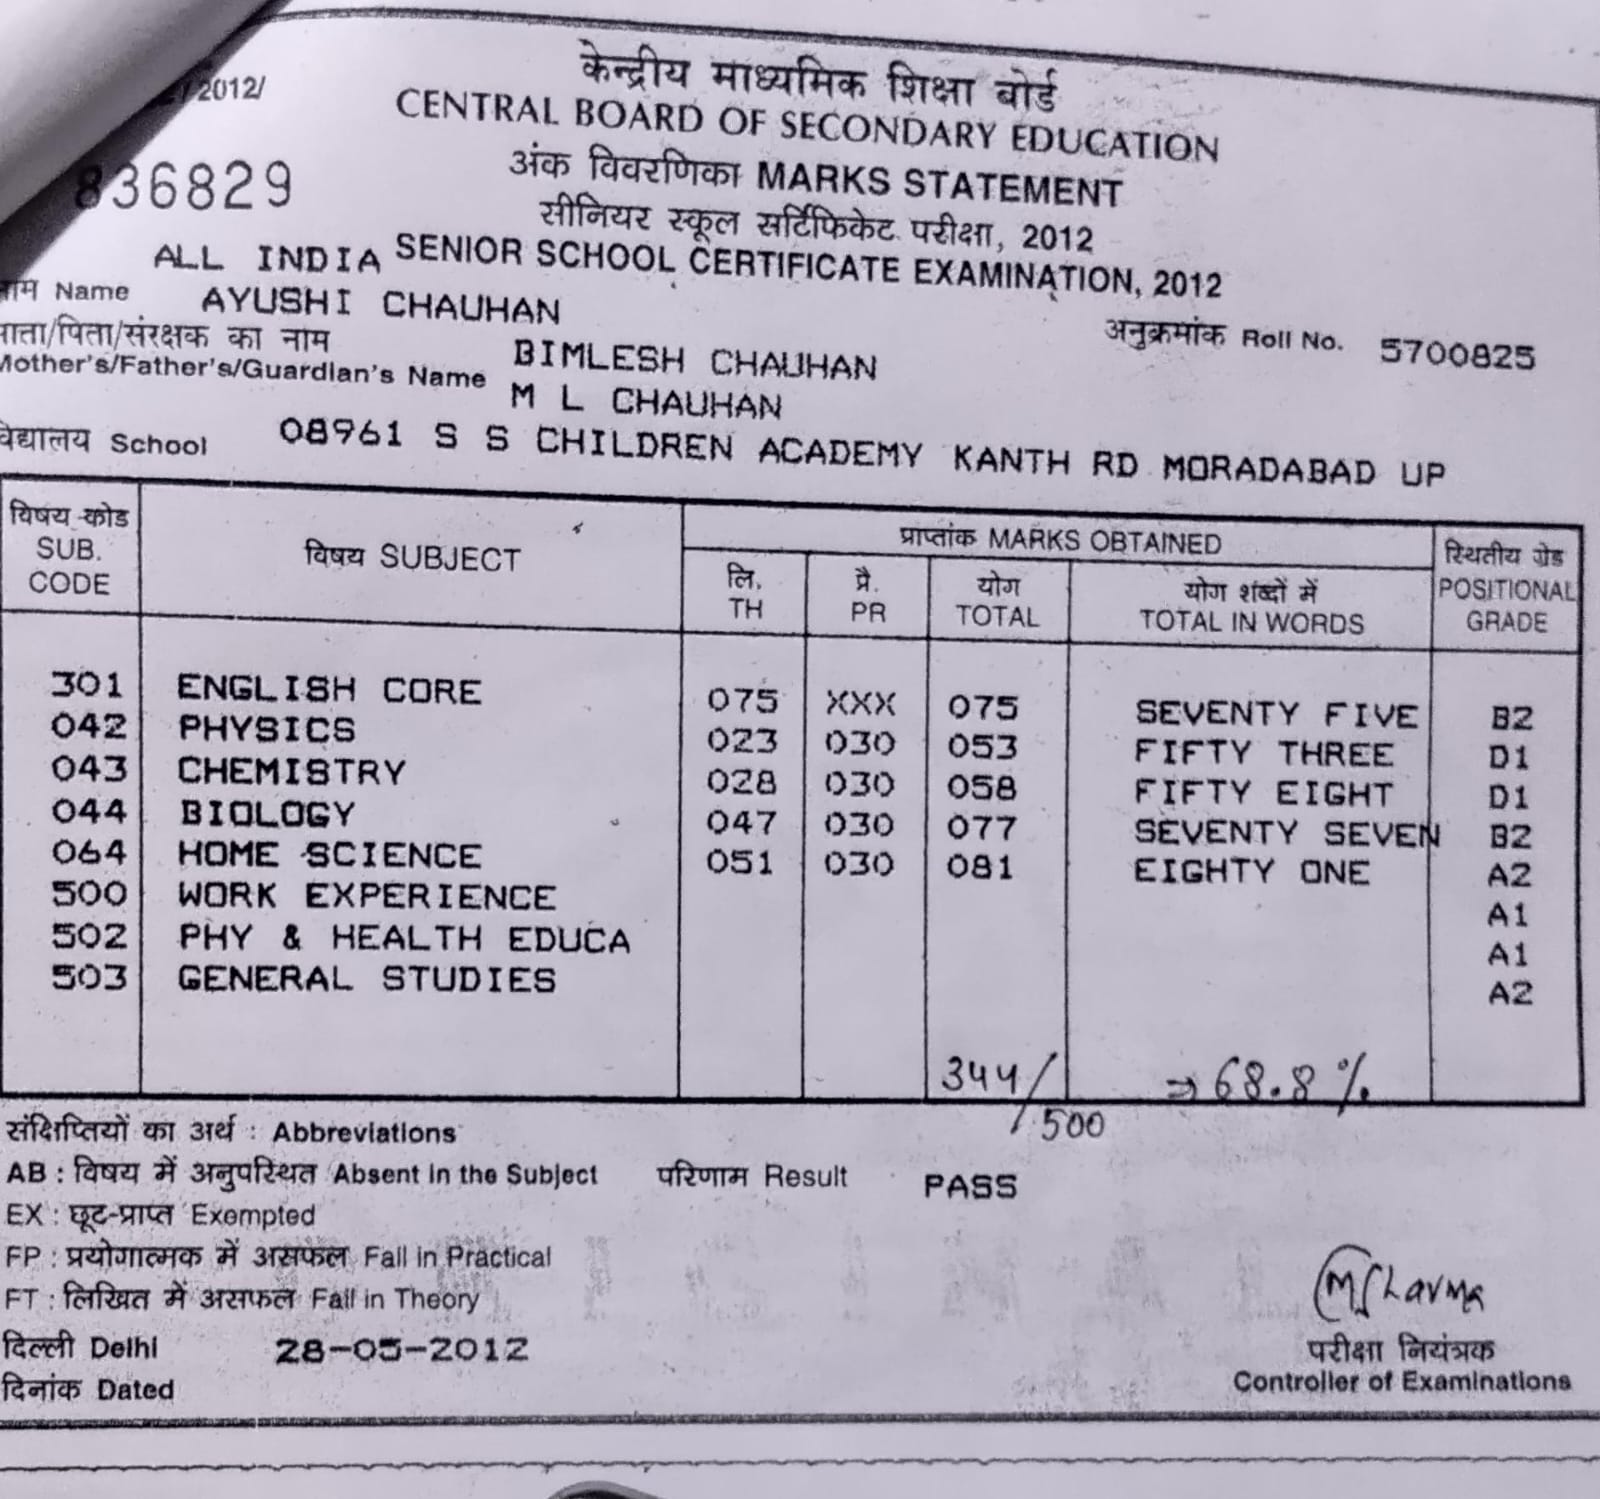 2012/
केन्द्रीय माध्यमिक शिक्षा बोर्ड
CENTRAL BOARD OF SECONDARY EDUCATION
836829
अंक विवरणिका MARKS STATEMENT
सीनियर स्कूल सर्टिफिकेट परीक्षा, 2012
ALL INDIA SENIOR SCHOOL CERTIFICATE EXAMINATION, 2012
नाम Name AYUSHI CHAUHAN
अनुक्रमांक Roll No. 5700825
माता/पिता/संरक्षक का नाम BIMLESH CHAUHAN
Mother's/Father's/Guardian's Name M L CHAUHAN
विद्यालय School 08961 S S CHILDREN ACADEMY KANTH RD MORADABAD UP
विषय कोड SUB. CODE विषय SUBJECT प्राप्तांक MARKS OBTAINED स्थितीय ग्रेड POSITIONAL GRADE
लि. TH प्रै. PR योग TOTAL योग शब्दों में TOTAL IN WORDS
301 ENGLISH CORE 075 XXX 075 SEVENTY FIVE B2
042 PHYSICS 023 030 053 FIFTY THREE D1
043 CHEMISTRY 028 030 058 FIFTY EIGHT D1
044 BIOLOGY 047 030 077 SEVENTY SEVEN B2
064 HOME SCIENCE 051 030 081 EIGHTY ONE A2
500 WORK EXPERIENCE A1
502 PHY & HEALTH EDUCA A1
503 GENERAL STUDIES A2
344/500 ⇒ 68.8%
संक्षिप्तियों का अर्थ : Abbreviations
AB : विषय में अनुपस्थित Absent in the Subject परिणाम Result PASS
EX : छूट-प्राप्त Exempted
FP : प्रयोगात्मक में असफल Fail in Practical
FT : लिखित में असफल Fail in Theory
MSharma
दिल्ली Delhi 28-05-2012
परीक्षा नियंत्रक
दिनांक Dated
Controller of Examinations